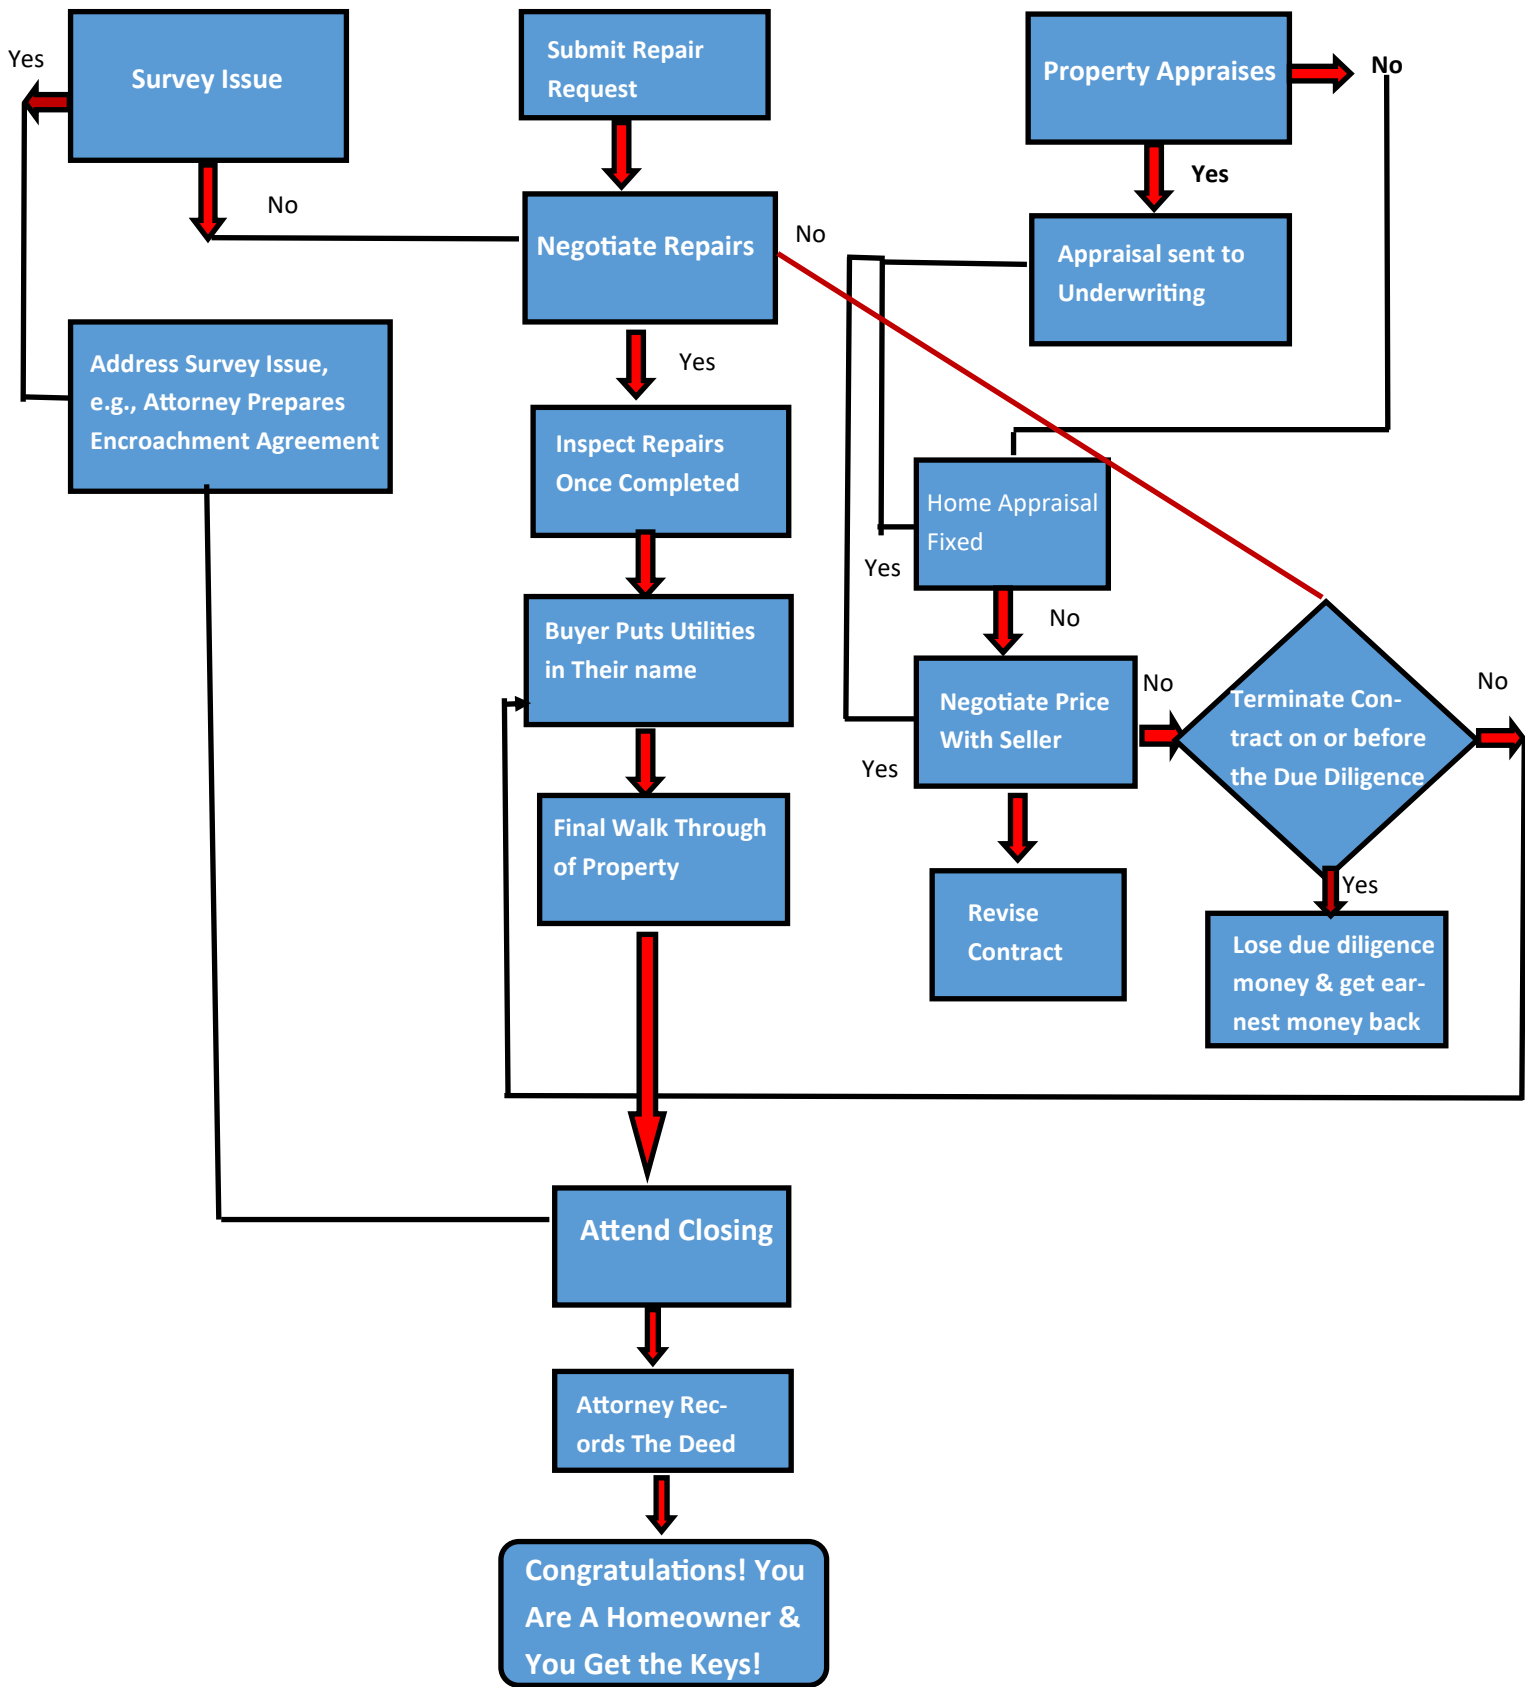 Yes
Survey Issue
No
Address Survey Issue,
e.g., Attorney Prepares
Encroachment Agreement
Submit Repair
Request
Negotiate Repairs
No
Yes
Inspect Repairs
Once Completed
Buyer Puts Utilities
in Their name
Final Walk Through
of Property
Property Appraises
No
Yes
Appraisal sent to
Underwriting
Home Appraisal
Fixed
Yes
No
Negotiate Price
With Seller
No
Yes
Revise
Contract
Terminate Con-
tract on or before
the Due Diligence
No
Yes
Lose due diligence
money & get ear-
nest money back
Attend Closing
Attorney Rec-
ords The Deed
Congratulations! You
Are A Homeowner &
You Get the Keys!